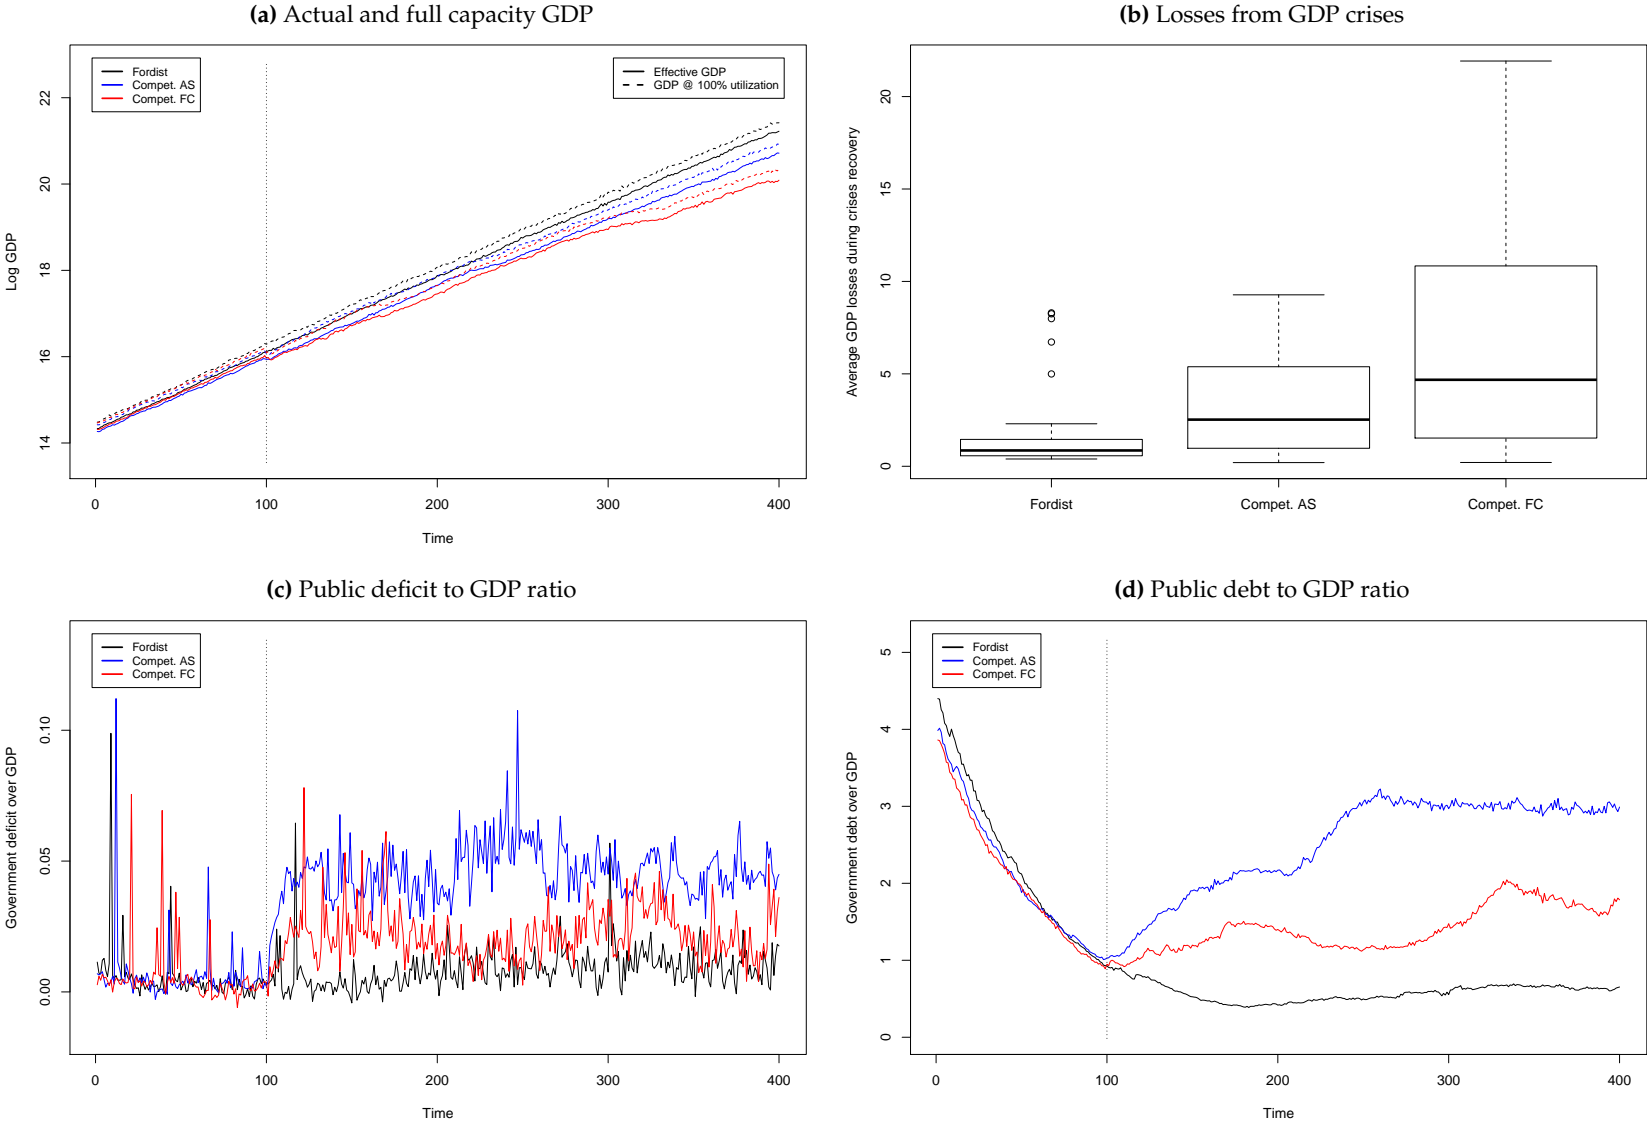 (a) Actual and full capacity GDP
Fordist
Compet. AS
Compet. FC
Effective GDP
GDP @ 100% utilization
Log GDP
22
20
18
16
14
0 100 200 300 400
Time
(b) Losses from GDP crises
Average GDP losses during crises recovery
20
15
10
5
0
Fordist Compet. AS Compet. FC
(c) Public deficit to GDP ratio
Fordist
Compet. AS
Compet. FC
Government deficit over GDP
0.10
0.05
0.00
0 100 200 300 400
Time
(d) Public debt to GDP ratio
Fordist
Compet. AS
Compet. FC
Government debt over GDP
5
4
3
2
1
0
0 100 200 300 400
Time